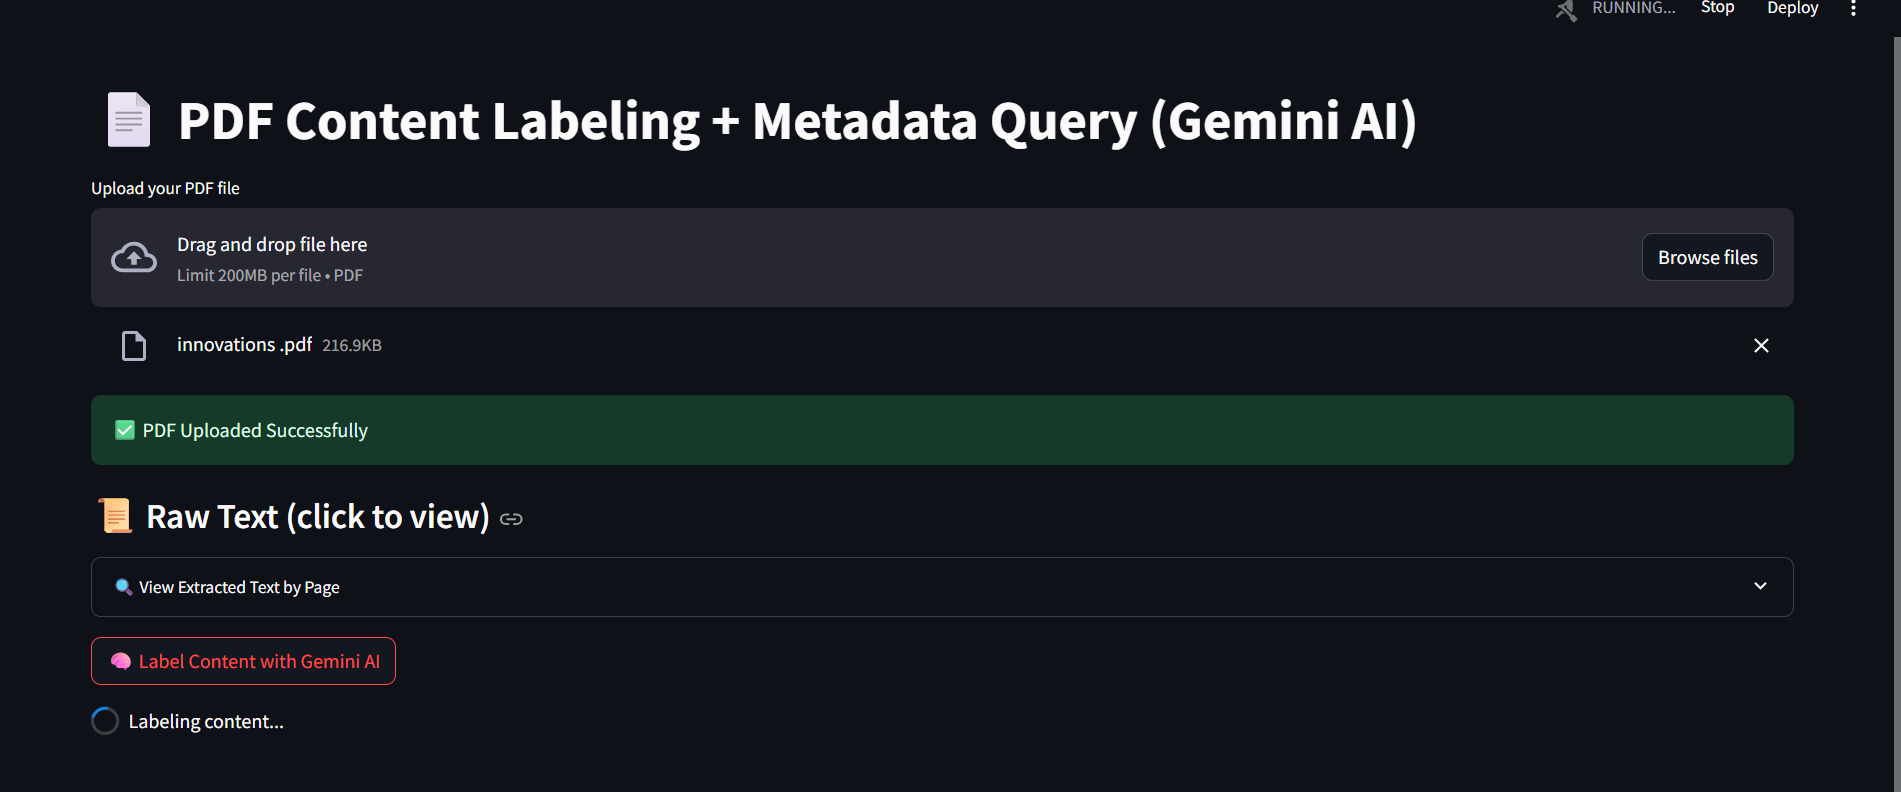 RUNNING... Stop Deploy
PDF Content Labeling + Metadata Query (Gemini AI)
Upload your PDF file
Drag and drop file here
Limit 200MB per file • PDF
Browse files
innovations .pdf 216.9KB
PDF Uploaded Successfully
Raw Text (click to view)
View Extracted Text by Page
Label Content with Gemini AI
Labeling content...